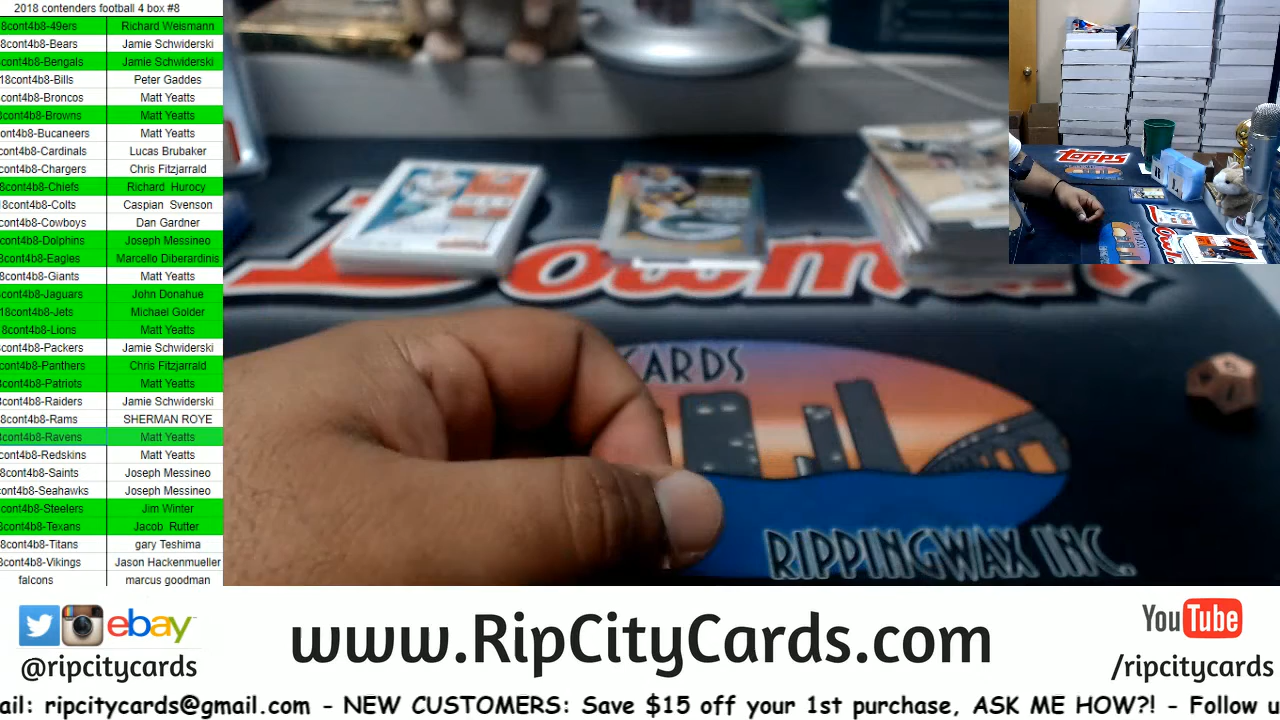 2018 contenders football 4 box #8
8cont4b8-49ers Richard Weismann
8cont4b8-Bears Jamie Schwiderski
cont4b8-Bengals Jamie Schwiderski
18cont4b8-Bills Peter Gaddes
cont4b8-Broncos Matt Yeatts
8cont4b8-Browns Matt Yeatts
ont4b8-Bucaneers Matt Yeatts
cont4b8-Cardinals Lucas Brubaker
cont4b8-Chargers Chris Fitzjarrald
8cont4b8-Chiefs Richard Hurocy
18cont4b8-Colts Caspian Svenson
cont4b8-Cowboys Dan Gardner
cont4b8-Dolphins Joseph Messineo
8cont4b8-Eagles Marcello Diberardinis
8cont4b8-Giants Matt Yeatts
cont4b8-Jaguars John Donahue
18cont4b8-Jets Michael Golder
8cont4b8-Lions Matt Yeatts
cont4b8-Packers Jamie Schwiderski
cont4b8-Panthers Chris Fitzjarrald
cont4b8-Patriots Matt Yeatts
cont4b8-Raiders Jamie Schwiderski
8cont4b8-Rams SHERMAN ROYE
cont4b8-Ravens Matt Yeatts
cont4b8-Redskins Matt Yeatts
8cont4b8-Saints Joseph Messineo
ont4b8-Seahawks Joseph Messineo
cont4b8-Steelers Jim Winter
8cont4b8-Texans Jacob Rutter
8cont4b8-Titans gary Teshima
cont4b8-Vikings Jason Hackenmueller
falcons marcus goodman
Topps
Bowman
CARDS
RIPPINGWAX INC.
ebay
@ripcitycards
www.RipCityCards.com
YouTube
/ripcitycards
ail: ripcitycards@gmail.com - NEW CUSTOMERS: Save $15 off your 1st purchase, ASK ME HOW?! - Follow u